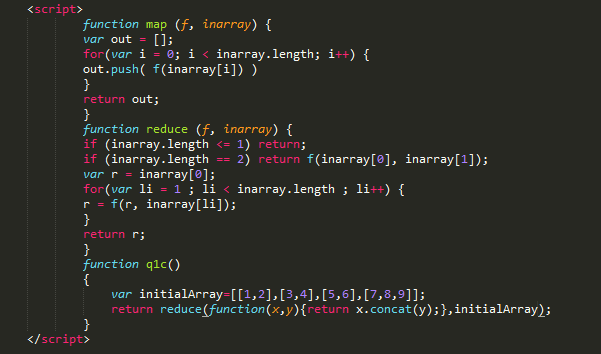 <script>
function map (f, inarray) {
var out = [];
for(var i = 0; i < inarray.length; i++) {
out.push( f(inarray[i]) )
}
return out;
}
function reduce (f, inarray) {
if (inarray.length <= 1) return;
if (inarray.length == 2) return f(inarray[0], inarray[1]);
var r = inarray[0];
for(var li = 1 ; li < inarray.length ; li++) {
r = f(r, inarray[li]);
}
return r;
}
function q1c()
{
var initialArray=[[1,2],[3,4],[5,6],[7,8,9]];
return reduce(function(x,y){return x.concat(y);},initialArray);
}
</script>